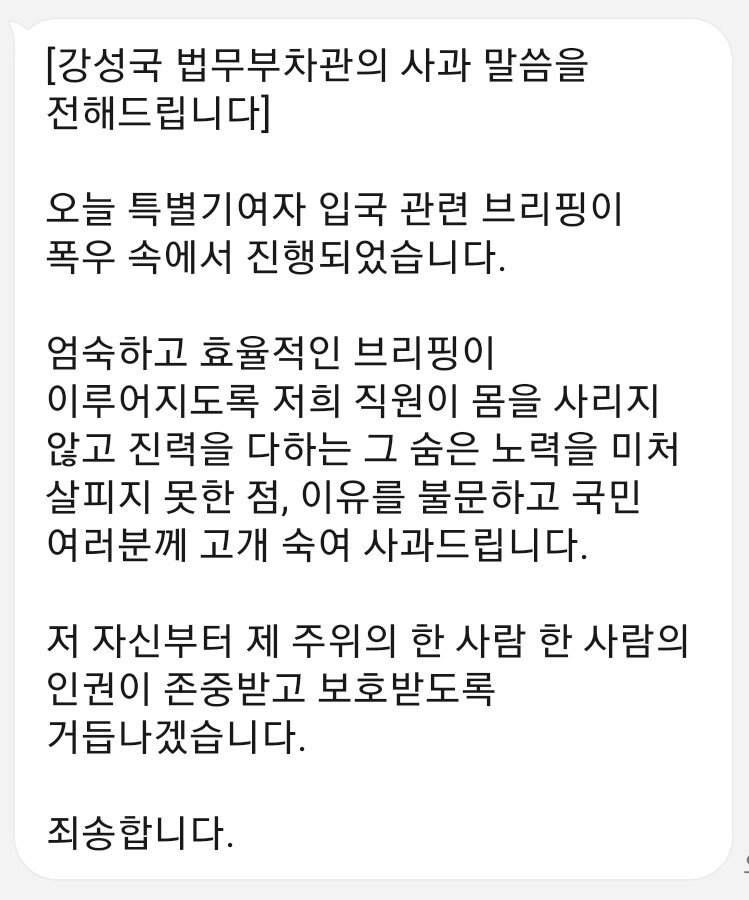 [강성국 법무부차관의 사과 말씀을
전해드립니다]
오늘 특별기여자 입국 관련 브리핑이
폭우 속에서 진행되었습니다.
엄숙하고 효율적인 브리핑이
이루어지도록 저희 직원이 몸을 사리지
않고 진력을 다하는 그 숨은 노력을 미처
살피지 못한 점, 이유를 불문하고 국민
여러분께 고개 숙여 사과드립니다.
저 자신부터 제 주위의 한 사람 한 사람의
인권이 존중받고 보호받도록
거듭나겠습니다.
죄송합니다.